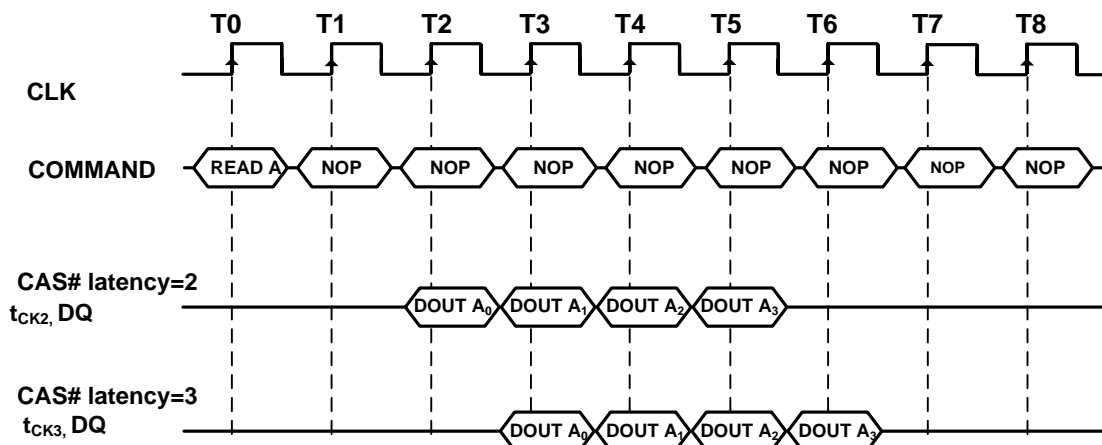 T0 T1 T2 T3 T4 T5 T6 T7 T8
CLK
COMMAND READ A NOP NOP NOP NOP NOP NOP NOP NOP
CAS# latency=2
tCK2, DQ DOUT A0 DOUT A1 DOUT A2 DOUT A3
CAS# latency=3
tCK3, DQ DOUT A0 DOUT A1 DOUT A2 DOUT A3